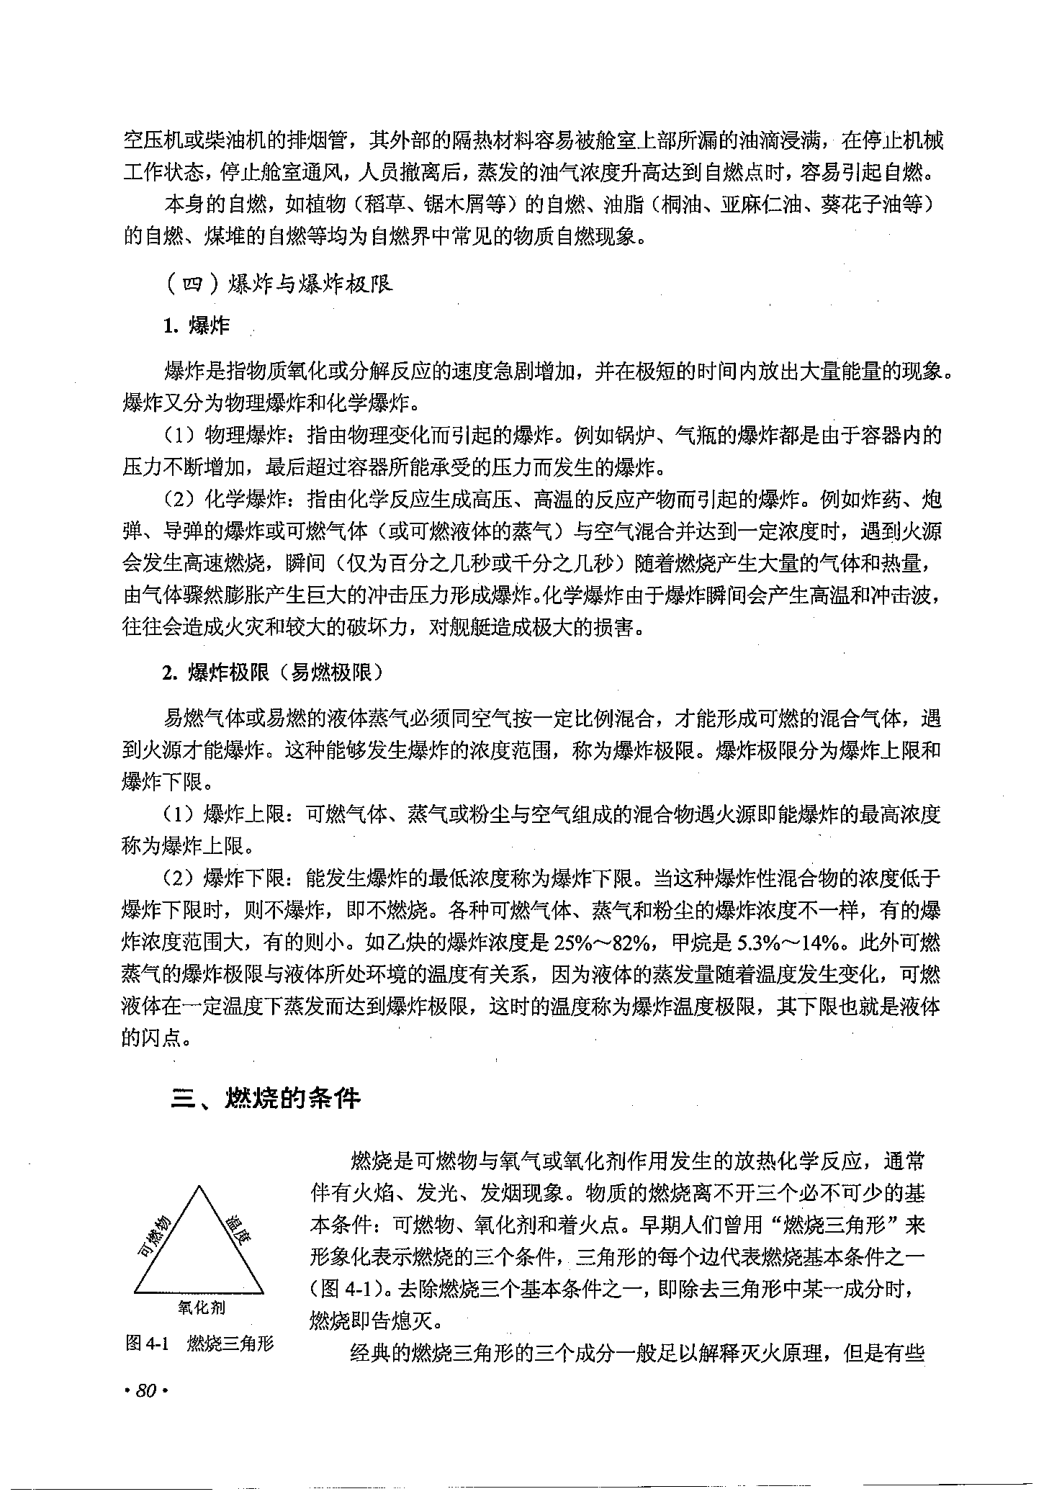 空压机或柴油机的排烟管，其外部的隔热材料容易被舱室上部所漏的油滴浸满，在停止机械
工作状态，停止舱室通风，人员撤离后，蒸发的油气浓度升高达到自燃点时，容易引起自燃。
本身的自燃，如植物（稻草、锯木屑等）的自燃、油脂（桐油、亚麻仁油、葵花子油等）
的自燃、煤堆的自燃等均为自燃界中常见的物质自燃现象。
（四）爆炸与爆炸极限
1. 爆炸
爆炸是指物质氧化或分解反应的速度急剧增加，并在极短的时间内放出大量能量的现象。
爆炸又分为物理爆炸和化学爆炸。
（1）物理爆炸：指由物理变化而引起的爆炸。例如锅炉、气瓶的爆炸都是由于容器内的
压力不断增加，最后超过容器所能承受的压力而发生的爆炸。
（2）化学爆炸：指由化学反应生成高压、高温的反应产物而引起的爆炸。例如炸药、炮
弹、导弹的爆炸或可燃气体（或可燃液体的蒸气）与空气混合并达到一定浓度时，遇到火源
会发生高速燃烧，瞬间（仅为百分之几秒或千分之几秒）随着燃烧产生大量的气体和热量，
由气体骤然膨胀产生巨大的冲击压力形成爆炸。化学爆炸由于爆炸瞬间会产生高温和冲击波，
往往会造成火灾和较大的破坏力，对舰艇造成极大的损害。
2. 爆炸极限（易燃极限）
易燃气体或易燃的液体蒸气必须同空气按一定比例混合，才能形成可燃的混合气体，遇
到火源才能爆炸。这种能够发生爆炸的浓度范围，称为爆炸极限。爆炸极限分为爆炸上限和
爆炸下限。
（1）爆炸上限：可燃气体、蒸气或粉尘与空气组成的混合物遇火源即能爆炸的最高浓度
称为爆炸上限。
（2）爆炸下限：能发生爆炸的最低浓度称为爆炸下限。当这种爆炸性混合物的浓度低于
爆炸下限时，则不爆炸，即不燃烧。各种可燃气体、蒸气和粉尘的爆炸浓度不一样，有的爆
炸浓度范围大，有的则小。如乙炔的爆炸浓度是 25%～82%，甲烷是 5.3%～14%。此外可燃
蒸气的爆炸极限与液体所处环境的温度有关系，因为液体的蒸发量随着温度发生变化，可燃
液体在一定温度下蒸发而达到爆炸极限，这时的温度称为爆炸温度极限，其下限也就是液体
的闪点。
三、燃烧的条件
燃烧是可燃物与氧气或氧化剂作用发生的放热化学反应，通常
伴有火焰、发光、发烟现象。物质的燃烧离不开三个必不可少的基
本条件：可燃物、氧化剂和着火点。早期人们曾用“燃烧三角形”来
形象化表示燃烧的三个条件，三角形的每个边代表燃烧基本条件之一
（图 4-1）。去除燃烧三个基本条件之一，即除去三角形中某一成分时，
燃烧即告熄灭。
经典的燃烧三角形的三个成分一般足以解释灭火原理，但是有些
可燃物
温度
氧化剂
图 4-1 燃烧三角形
·80·